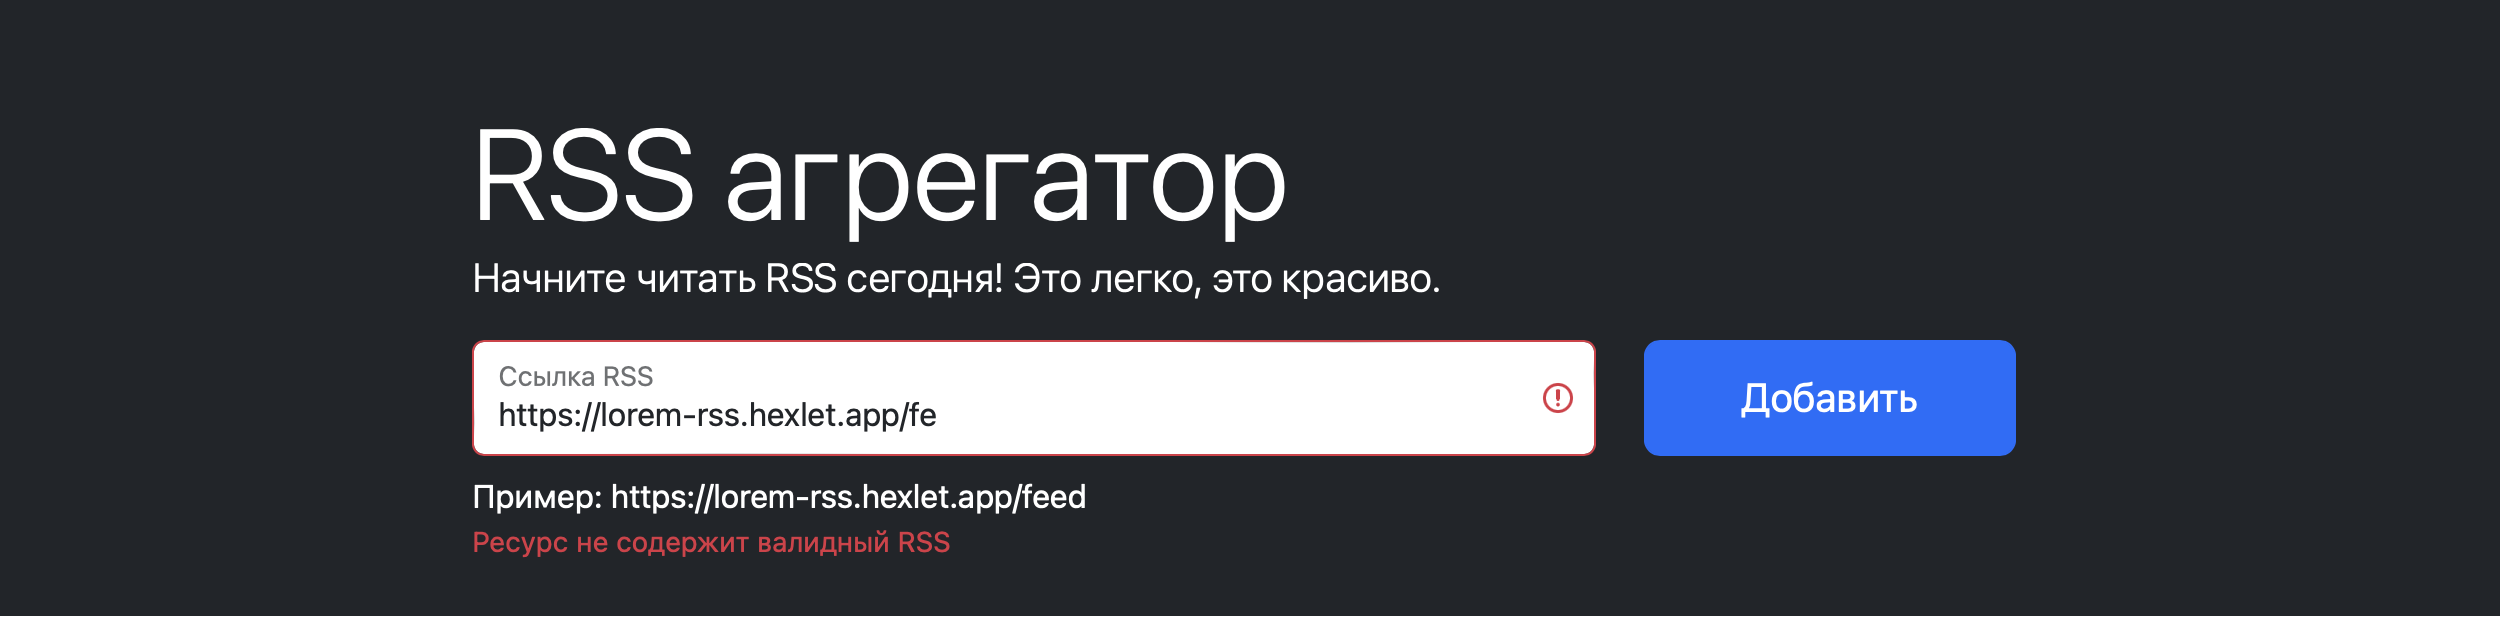 RSS агрегатор
Начните читать RSS сегодня! Это легко, это красиво.
Ссылка RSS
https://lorem-rss.hexlet.app/fe
Добавить
Пример: https://lorem-rss.hexlet.app/feed
Ресурс не содержит валидный RSS